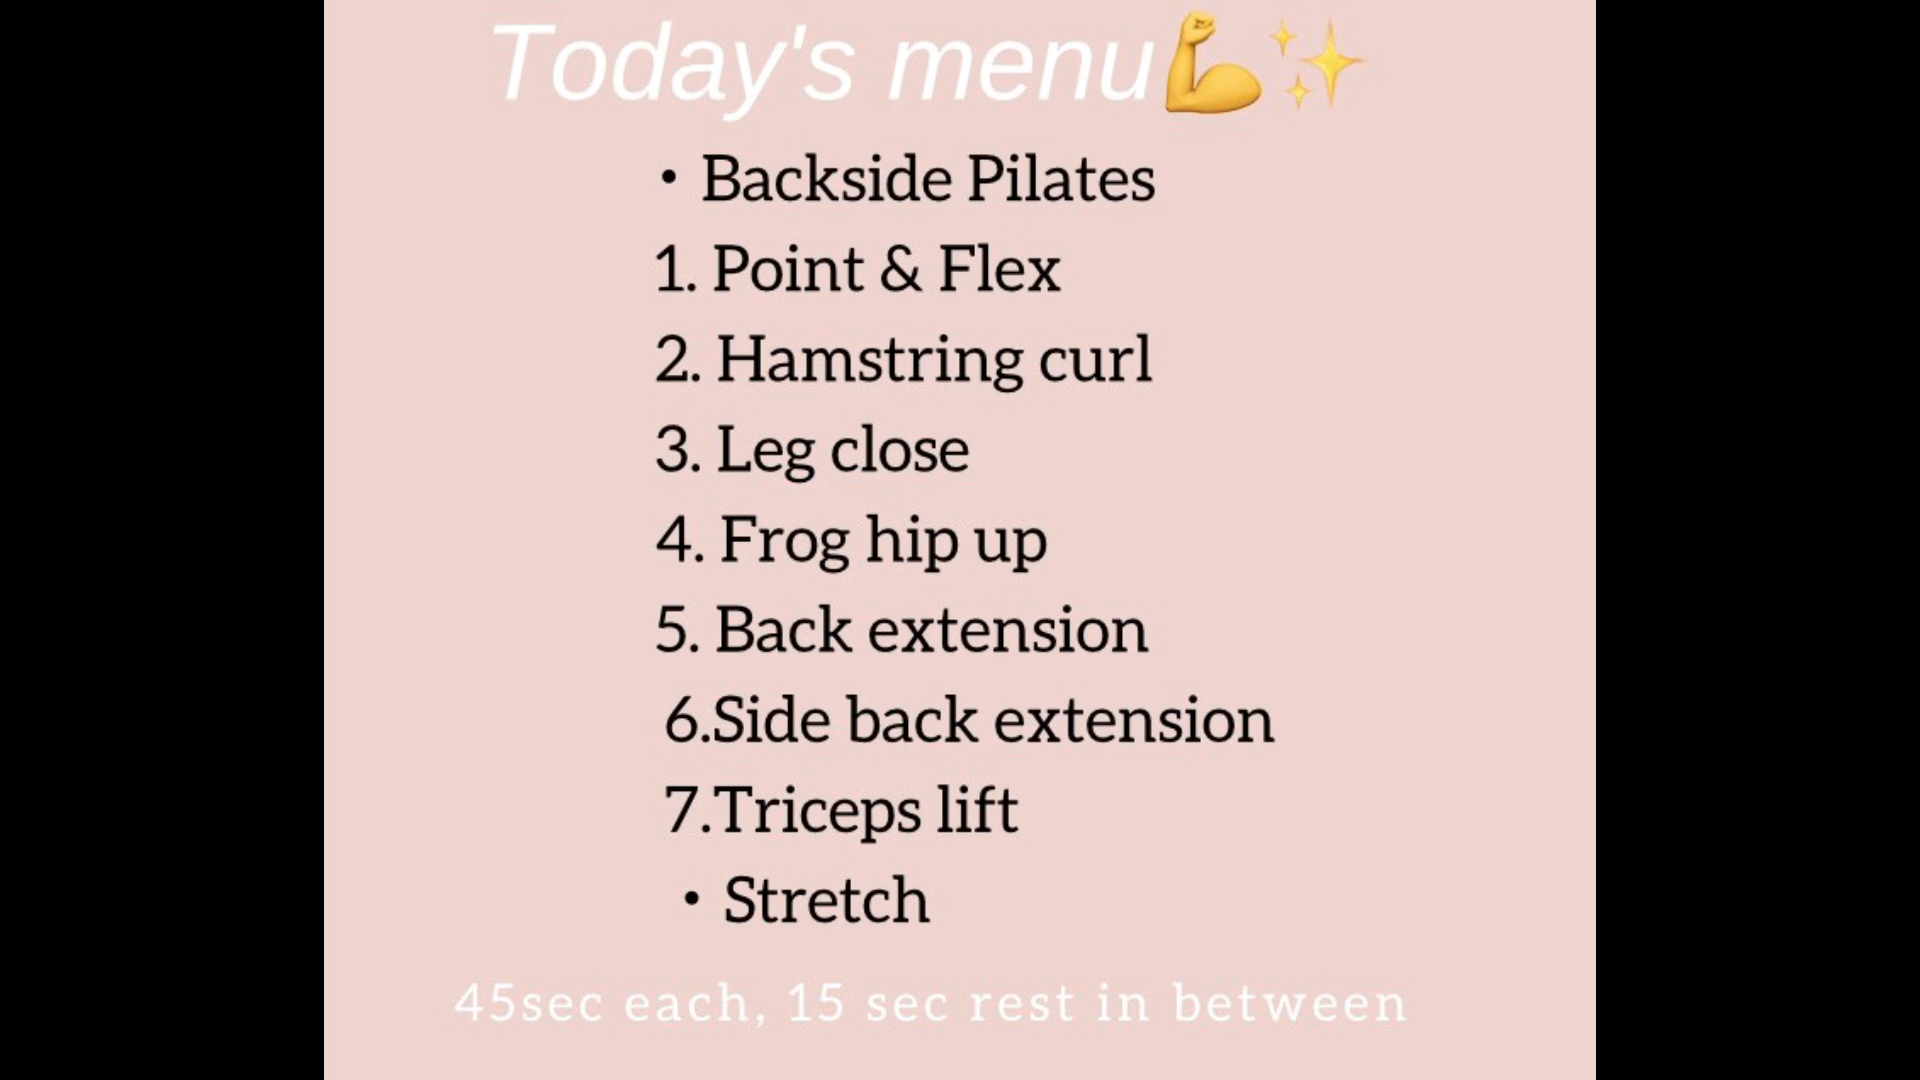 Today's menu💪✨
・Backside Pilates
1. Point & Flex
2. Hamstring curl
3. Leg close
4. Frog hip up
5. Back extension
6.Side back extension
7.Triceps lift
・Stretch
45sec each, 15 sec rest in between